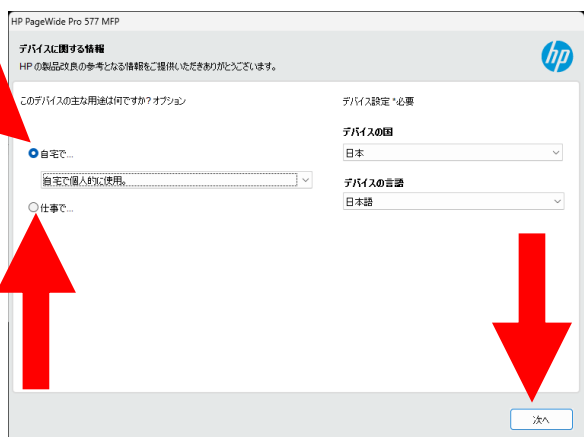 HP PageWide Pro 577 MFP
デバイスに関する情報
HP の製品改良の参考となる情報をご提供いただきありがとうございます。
hp
このデバイスの主な用途は何ですか? オプション
自宅で...
自宅で個人的に使用。
仕事で...
デバイス設定 *必要
デバイスの国
日本
デバイスの言語
日本語
次へ